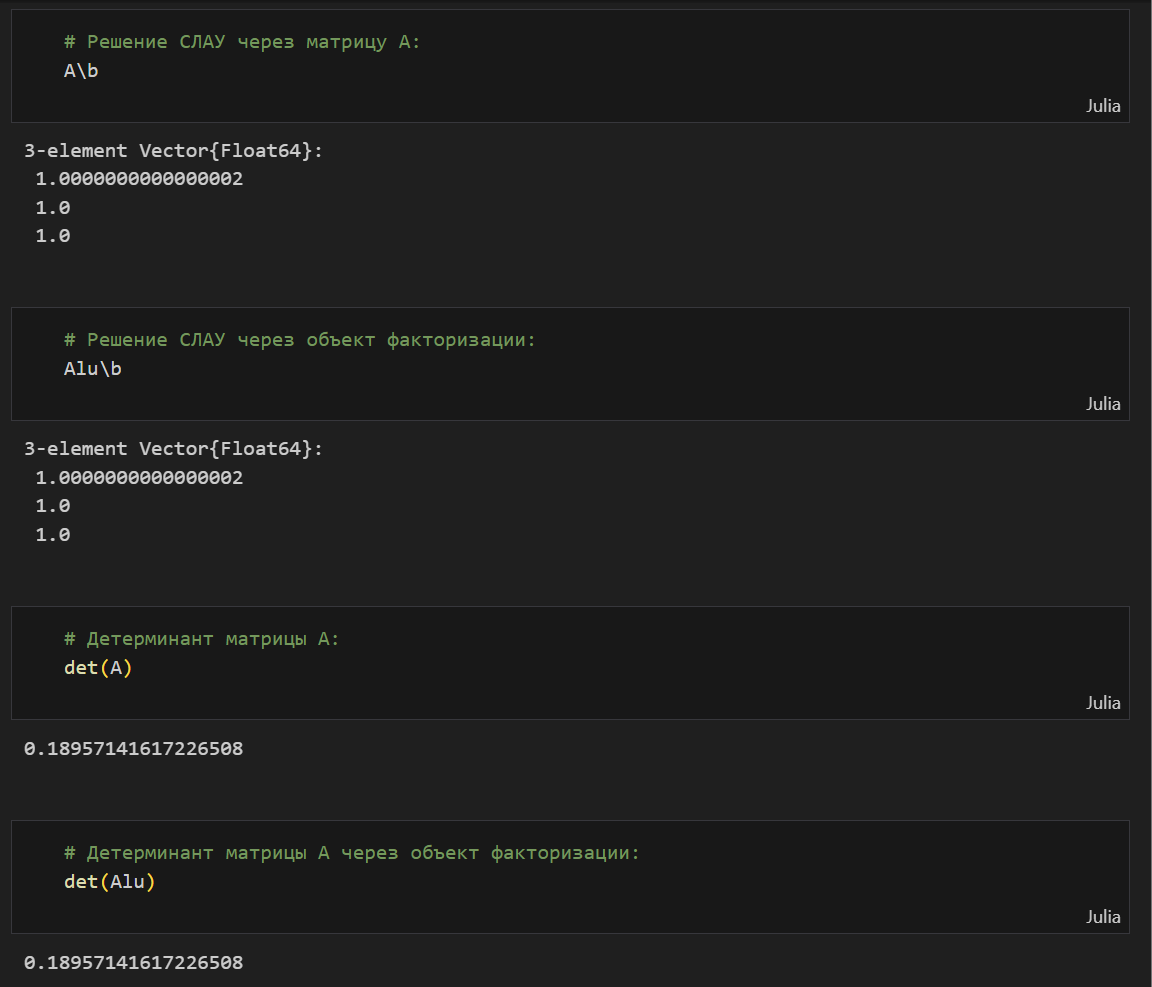 # Решение СЛАУ через матрицу A:
A\b
Julia
3-element Vector{Float64}:
1.0000000000000002
1.0
1.0
# Решение СЛАУ через объект факторизации:
Alu\b
Julia
3-element Vector{Float64}:
1.0000000000000002
1.0
1.0
# Детерминант матрицы A:
det(A)
Julia
0.18957141617226508
# Детерминант матрицы A через объект факторизации:
det(Alu)
Julia
0.18957141617226508